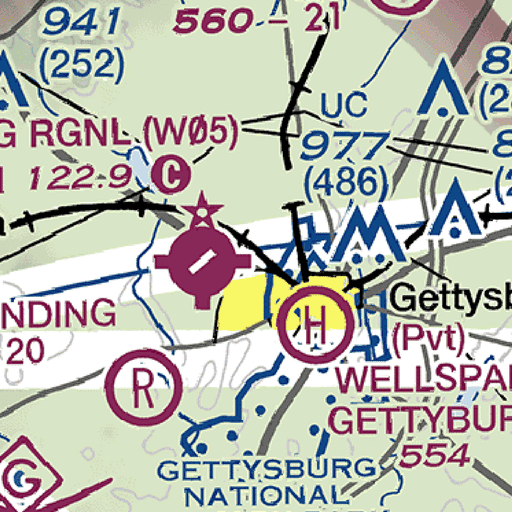 941
(252)
560 - 21
UC
977
(486)
G RGNL (WØ5)
122.9
C
Gettysb
(Pvt)
NDING
20
H
R
WELLSPA
GETTYBUR
554
G
GETTYSBURG
NATIONAL